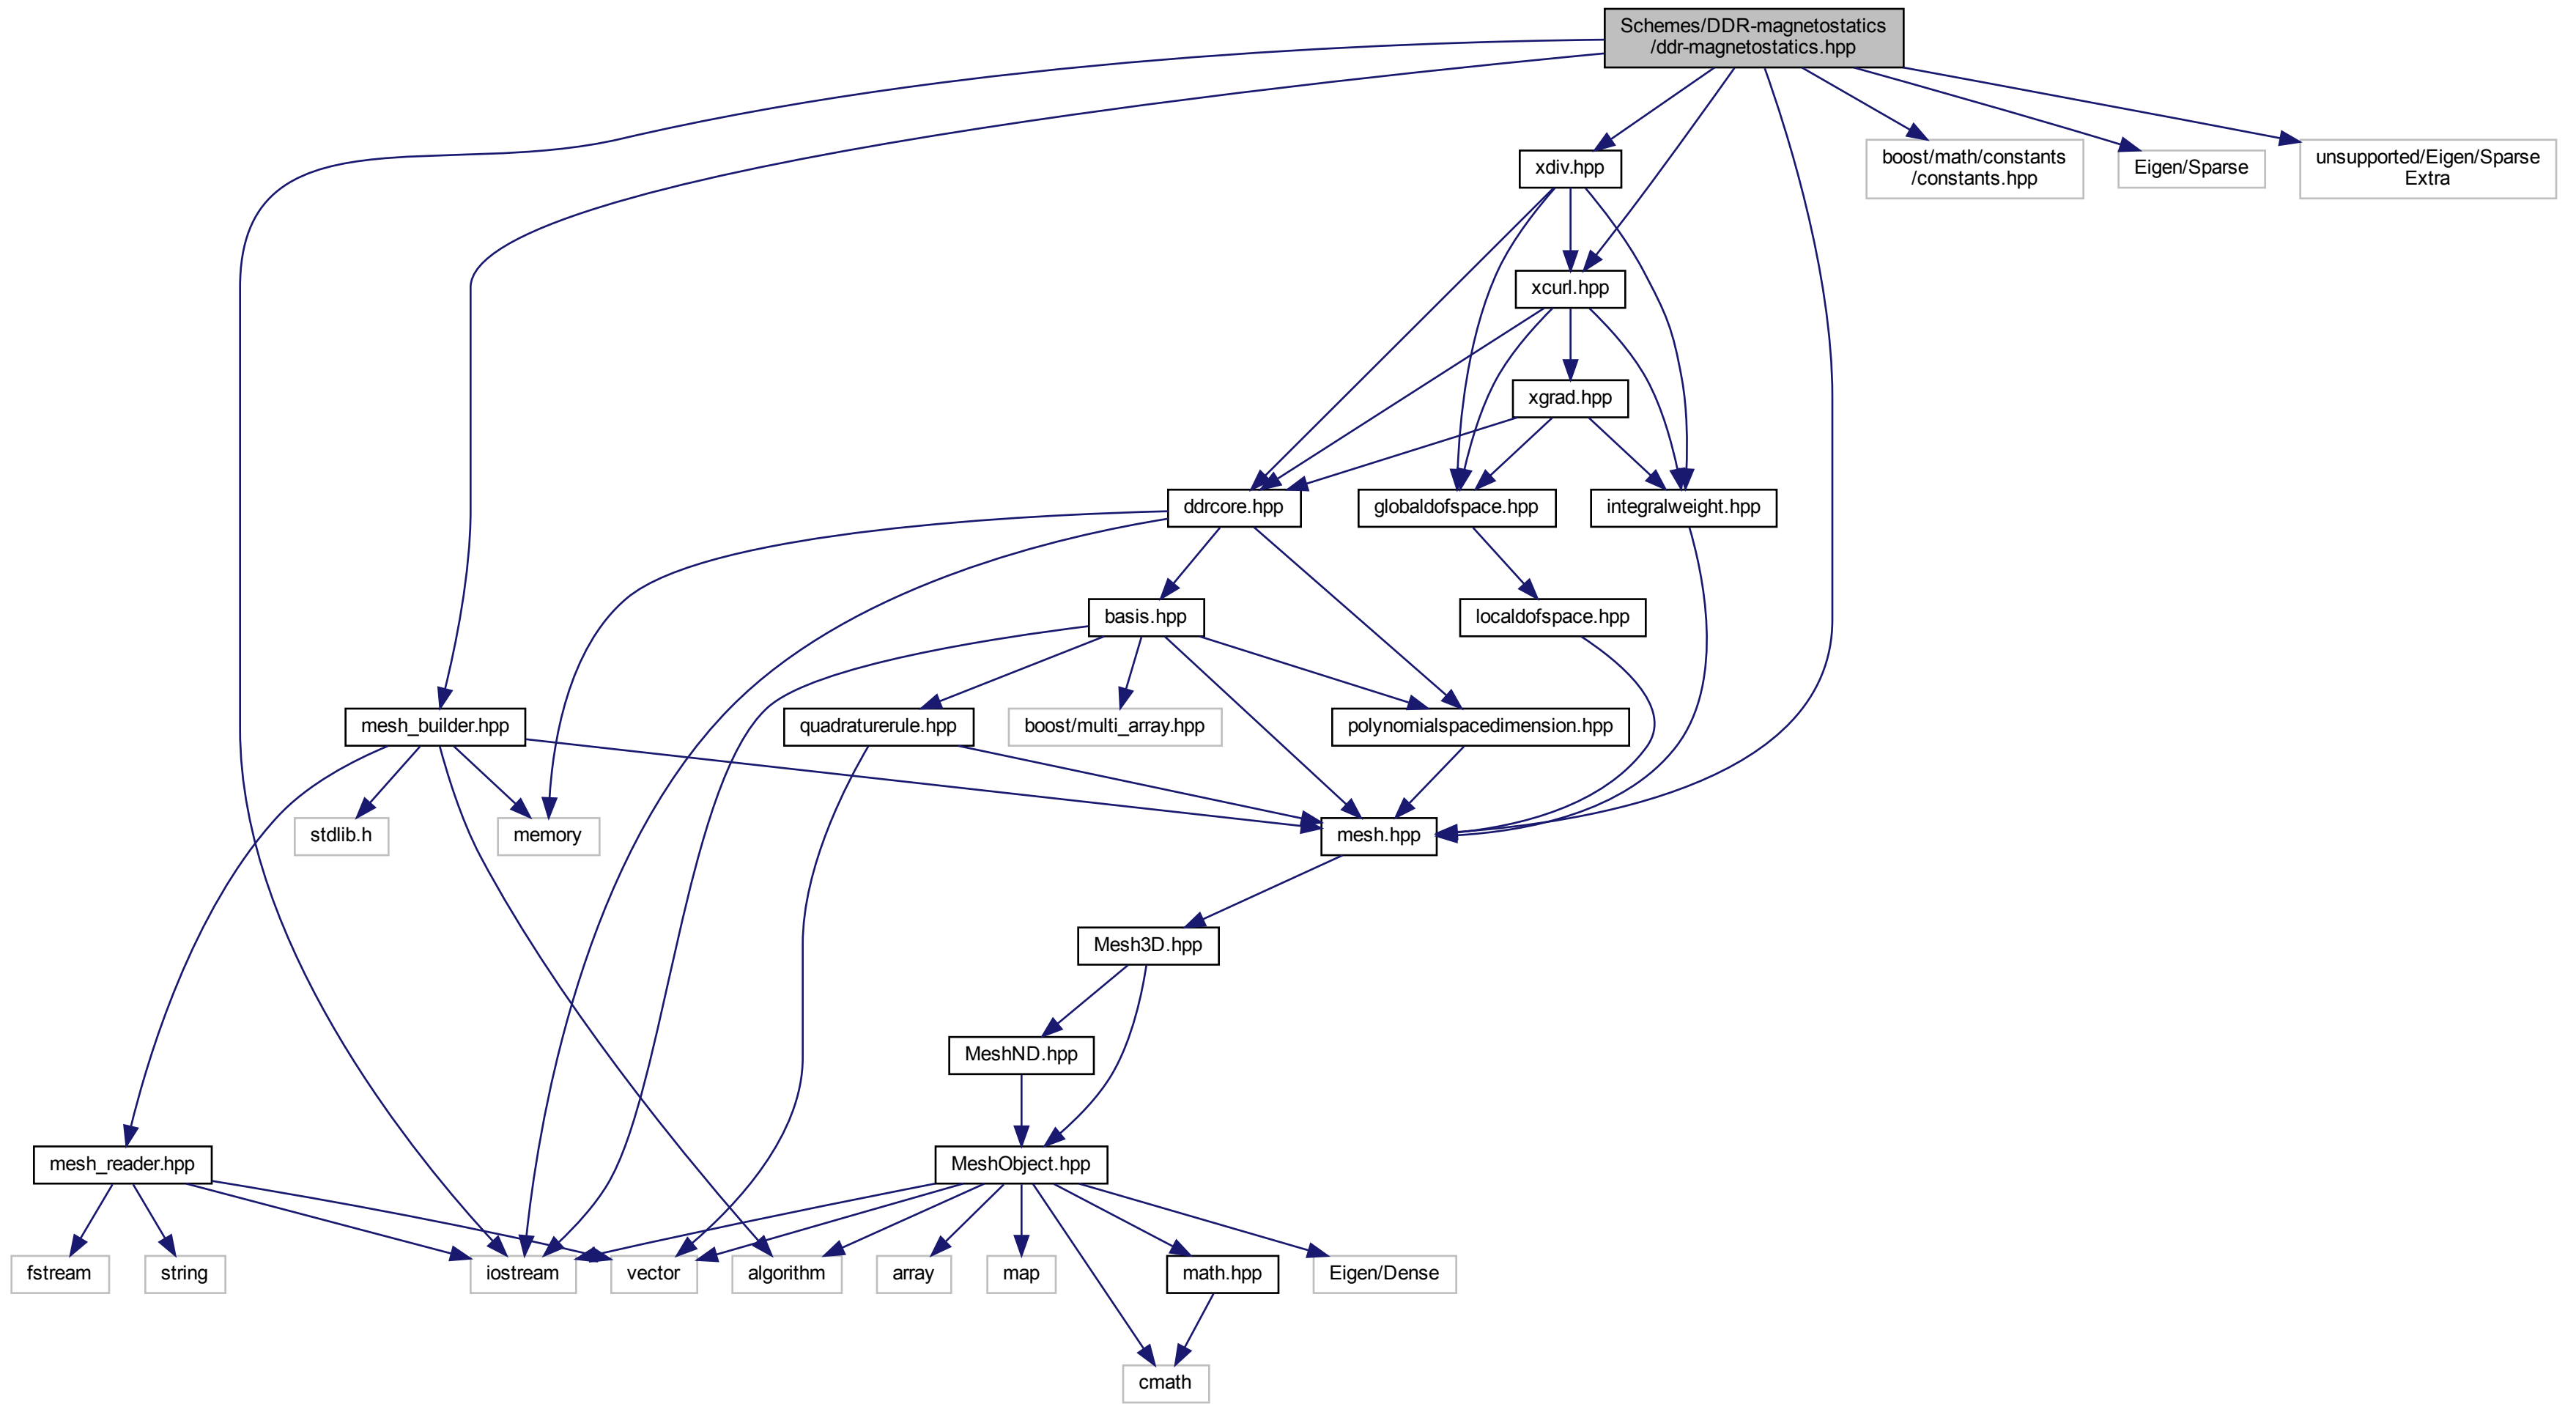 Schemes/DDR-magnetostatics
/ddr-magnetostatics.hpp
xdiv.hpp
boost/math/constants
/constants.hpp
Eigen/Sparse
unsupported/Eigen/Sparse
Extra
xcurl.hpp
xgrad.hpp
ddrcore.hpp
globaldofspace.hpp
integralweight.hpp
basis.hpp
localdofspace.hpp
mesh_builder.hpp
quadraturerule.hpp
boost/multi_array.hpp
polynomialspacedimension.hpp
stdlib.h
memory
mesh.hpp
Mesh3D.hpp
MeshND.hpp
mesh_reader.hpp
MeshObject.hpp
fstream
string
iostream
vector
algorithm
array
map
math.hpp
Eigen/Dense
cmath